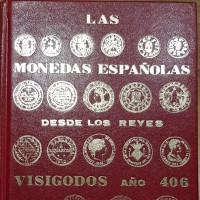 LAS
MONEDAS ESPAÑOLAS
DESDE LOS REYES
VISIGODOS AÑO 406